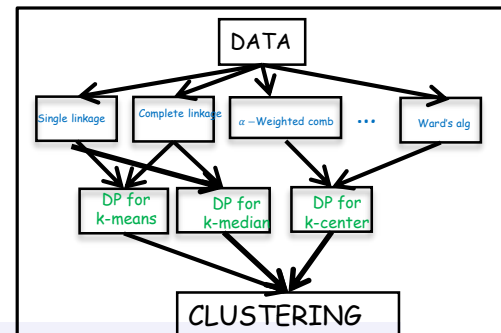 DATA
Single linkage
Complete linkage
α –Weighted comb
...
Ward's alg
DP for
k-means
DP for
k-median
DP for
k-center
CLUSTERING